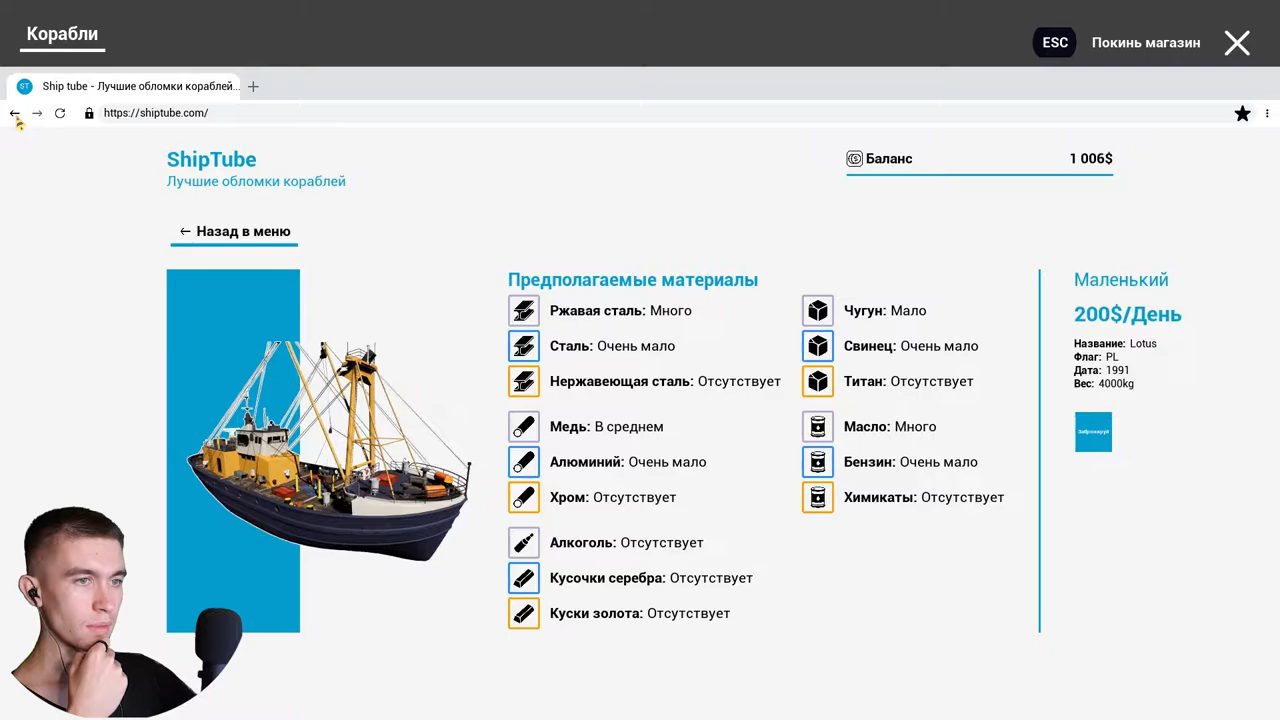 Корабли
ESC Покинь магазин
ST Ship tube - Лучшие обломки кораблей...
https://shiptube.com/
ShipTube
Лучшие обломки кораблей
Баланс 1 006$
← Назад в меню
Предполагаемые материалы
Ржавая сталь: Много
Сталь: Очень мало
Нержавеющая сталь: Отсутствует
Медь: В среднем
Алюминий: Очень мало
Хром: Отсутствует
Алкоголь: Отсутствует
Кусочки серебра: Отсутствует
Куски золота: Отсутствует
Чугун: Мало
Свинец: Очень мало
Титан: Отсутствует
Масло: Много
Бензин: Очень мало
Химикаты: Отсутствует
Маленький
200$/День
Название: Lotus
Флаг: PL
Дата: 1991
Вес: 4000kg
Забронируй